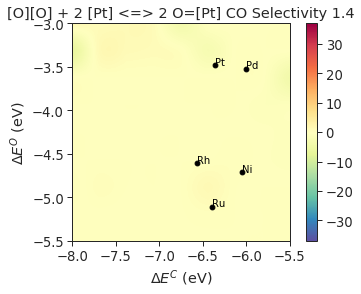 [O][O] + 2 [Pt] <=> 2 O=[Pt] CO Selectivity 1.4
−3.0
−3.5
−4.0
−4.5
−5.0
−5.5
ΔE^O (eV)
Pt
Pd
Rh
Ni
Ru
−8.0 −7.5 −7.0 −6.5 −6.0 −5.5
ΔE^C (eV)
30
20
10
0
−10
−20
−30